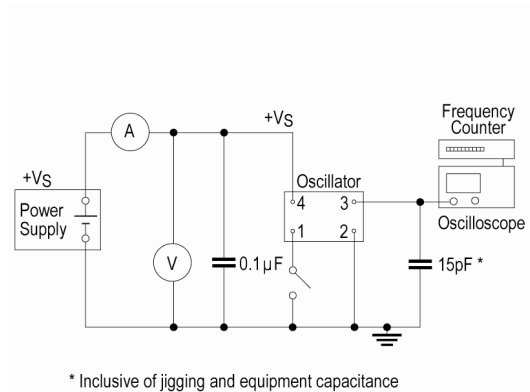 Frequency
Counter
+VS
A
+VS
Oscillator
Power
Supply
4 3
1 2
Oscilloscope
V
0.1µF
15pF *
* Inclusive of jigging and equipment capacitance